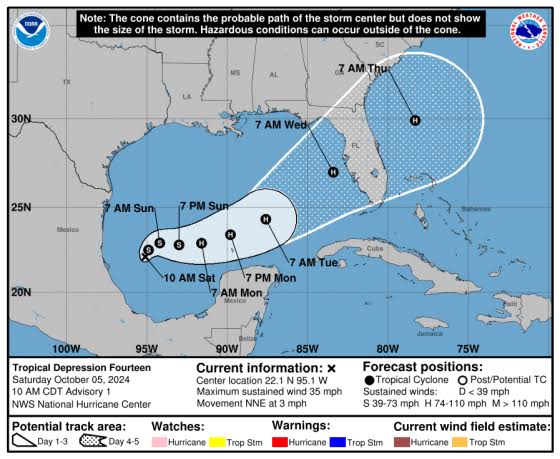 Note: The cone contains the probable path of the storm center but does not show
the size of the storm. Hazardous conditions can occur outside of the cone.
NOAA
SC
7 AM Thu
TX
MS
AL
GA
LA
30N
7 AM Wed
H
FL
H
7 AM Sun
7 PM Sun
25N
Mexico
Bahamas
S
S
S
H
H
H
Cuba
7 AM Tue
10 AM Sat
7 PM Mon
7 AM Mon
20N
Mexico
Haiti
Jamaica
Belize
100W
95W
90W
85W
80W
75W
Tropical Depression Fourteen
Saturday October 05, 2024
10 AM CDT Advisory 1
NWS National Hurricane Center
Current information: ×
Center location 22.1 N 95.1 W
Maximum sustained wind 35 mph
Movement NNE at 3 mph
Forecast positions:
Tropical Cyclone Post/Potential TC
Sustained winds: D < 39 mph
S 39-73 mph H 74-110 mph M > 110 mph
Potential track area:
Day 1-3 Day 4-5
Watches:
Hurricane Trop Stm
Warnings:
Hurricane Trop Stm
Current wind field estimate:
Hurricane Trop Stm